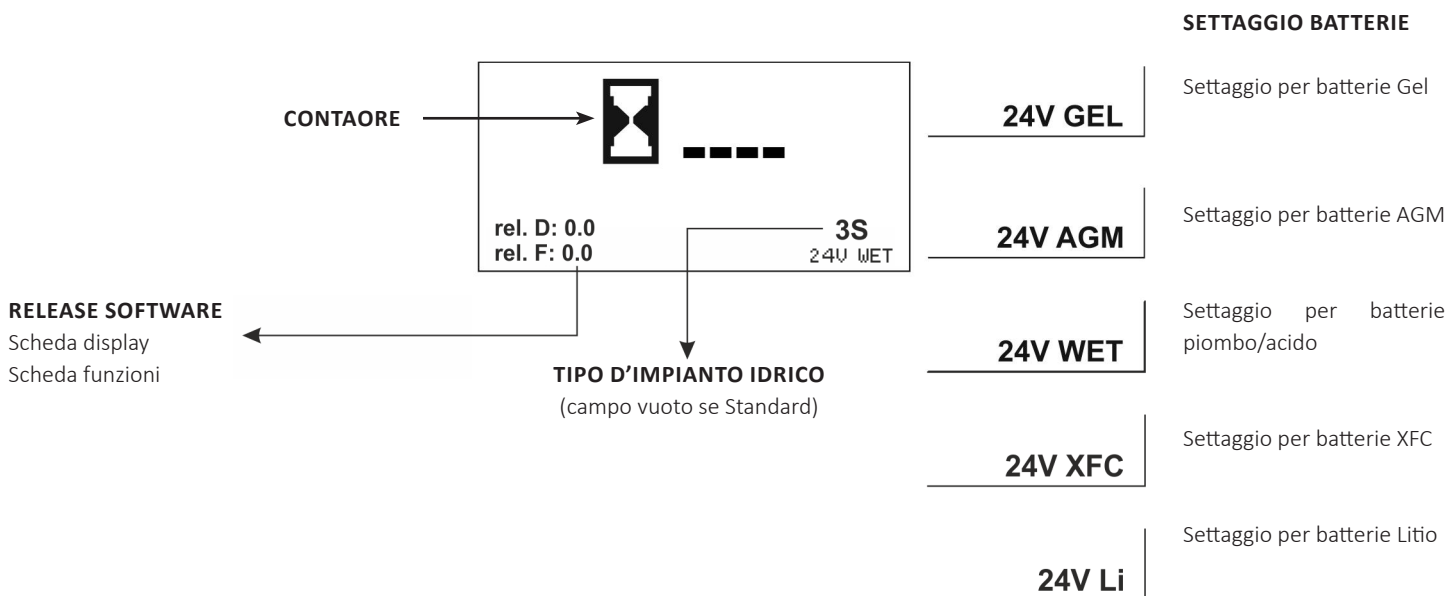 SETTAGGIO BATTERIE
CONTAORE
rel. D: 0.0
rel. F: 0.0
3S
24V WET
RELEASE SOFTWARE
Scheda display
Scheda funzioni
TIPO D’IMPIANTO IDRICO
(campo vuoto se Standard)
24V GEL
Settaggio per batterie Gel
24V AGM
Settaggio per batterie AGM
24V WET
Settaggio per batterie
piombo/acido
24V XFC
Settaggio per batterie XFC
24V Li
Settaggio per batterie Litio